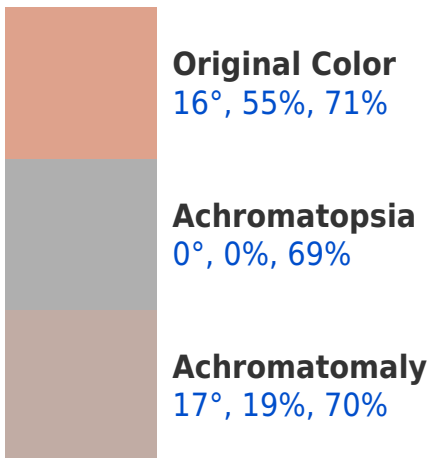 Original Color
16°, 55%, 71%
Achromatopsia
0°, 0%, 69%
Achromatomaly
17°, 19%, 70%